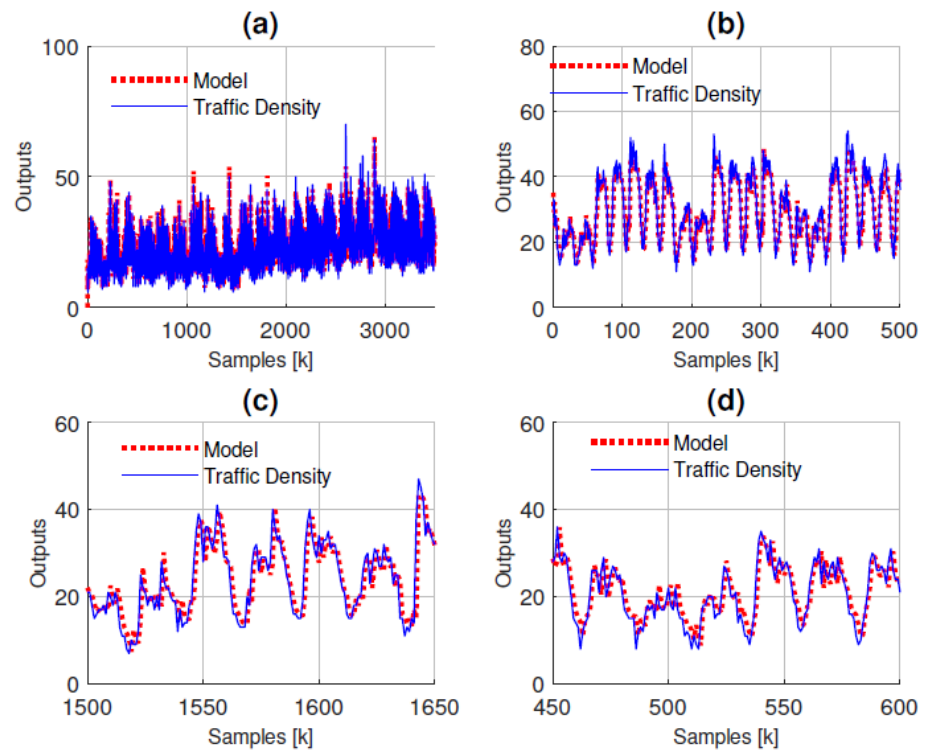 (a)
100
50
0
Outputs
Model
Traffic Density
0 1000 2000 3000
Samples [k]
(b)
80
60
40
20
0
Outputs
Model
Traffic Density
0 100 200 300 400 500
Samples [k]
(c)
60
40
20
0
Outputs
Model
Traffic Density
1500 1550 1600 1650
Samples [k]
(d)
60
40
20
0
Outputs
Model
Traffic Density
450 500 550 600
Samples [k]